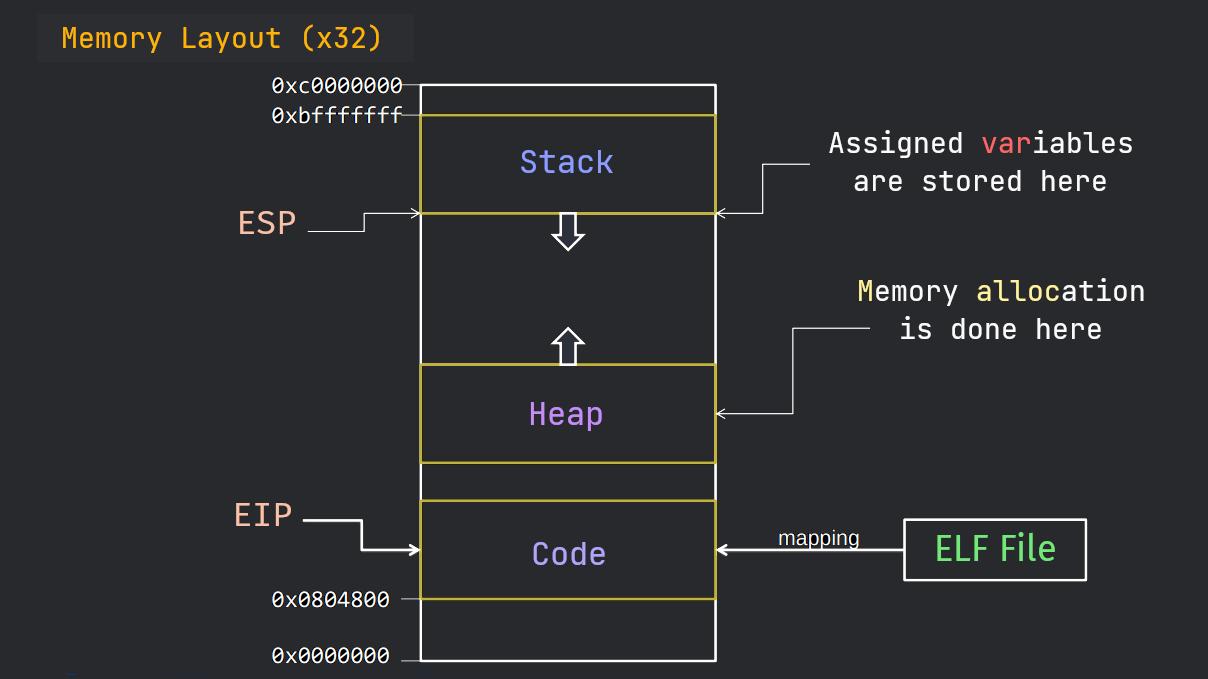 Memory Layout (x32)
0xc0000000
0xbfffffff
Stack
Assigned variables
are stored here
ESP
Memory allocation
is done here
Heap
EIP
Code
mapping
ELF File
0x0804800
0x0000000